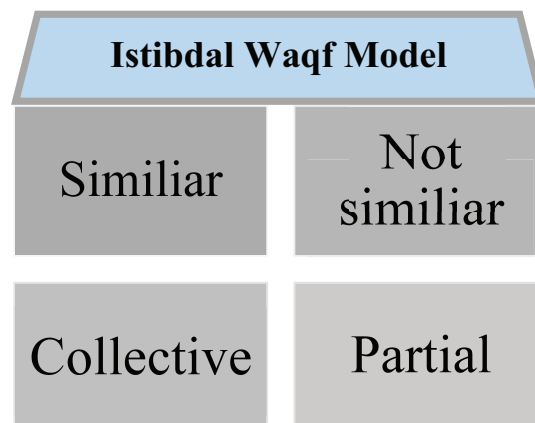 Istibdal Waqf Model
Similiar
Not
similiar
Collective
Partial